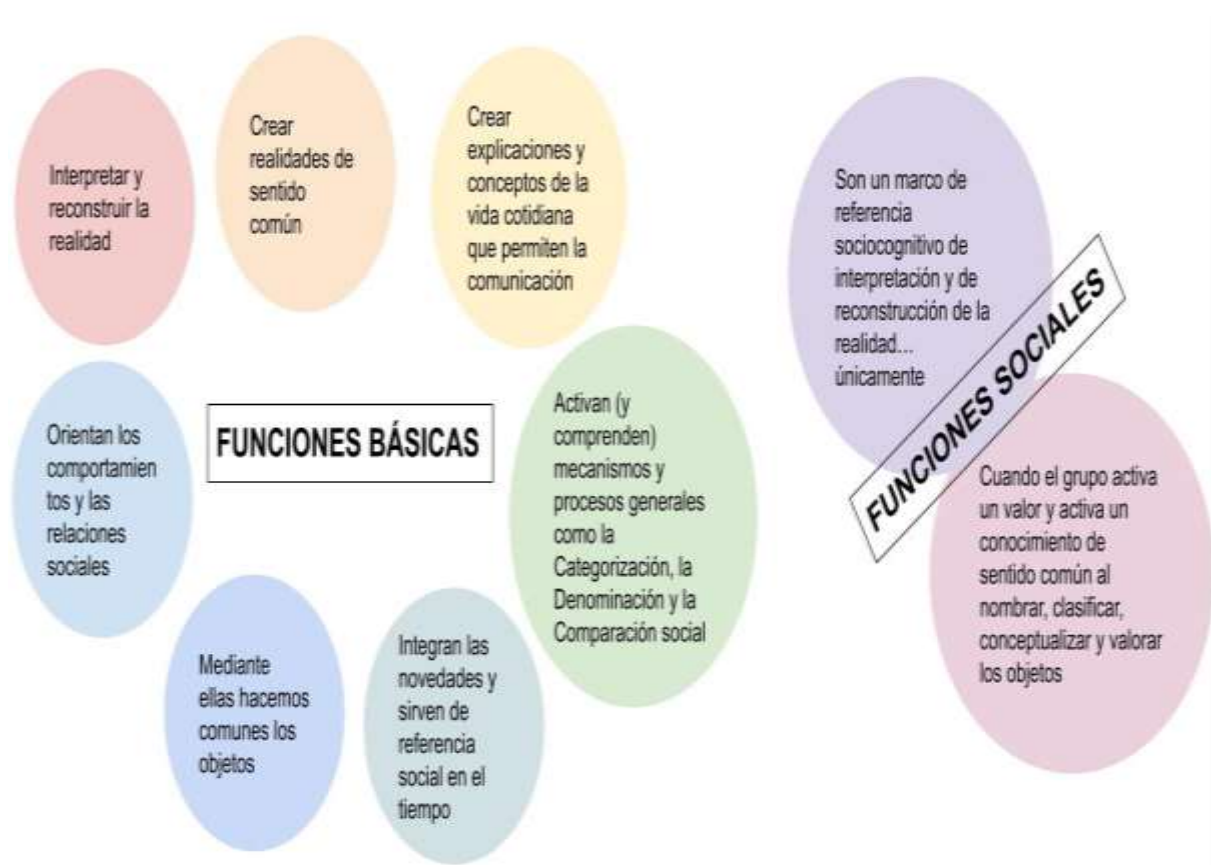 Interpretar y
reconstruir la
realidad
Crear
realidades de
sentido
común
Crear
explicaciones y
conceptos de la
vida cotidiana
que permiten la
comunicación
Orientan los
comportamien
tos y las
relaciones
sociales
FUNCIONES BÁSICAS
Activan (y
comprenden)
mecanismos y
procesos generales
como la
Categorización, la
Denominación y la
Comparación social
Mediante
ellas hacemos
comunes los
objetos
Integran las
novedades y
sirven de
referencia
social en el
tiempo
Son un marco de
referencia
sociocognitivo de
interpretación y de
reconstrucción de la
realidad...
únicamente
FUNCIONES SOCIALES
Cuando el grupo activa
un valor y activa un
conocimiento de
sentido común al
nombrar, clasificar,
conceptualizar y valorar
los objetos